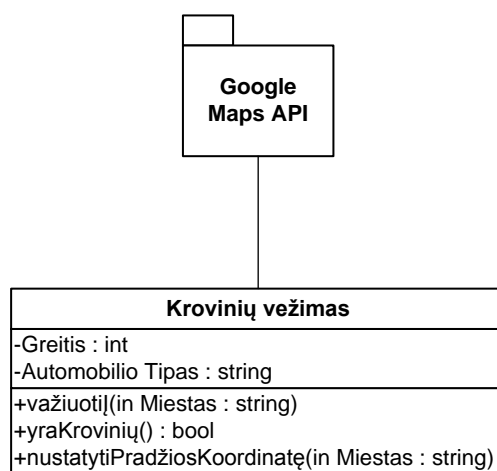 Google
Maps API
Krovinių vežimas
-Greitis : int
-Automobilio Tipas : string
+važiuotiĮ(in Miestas : string)
+yraKrovinių() : bool
+nustatytiPradžiosKoordinatę(in Miestas : string)